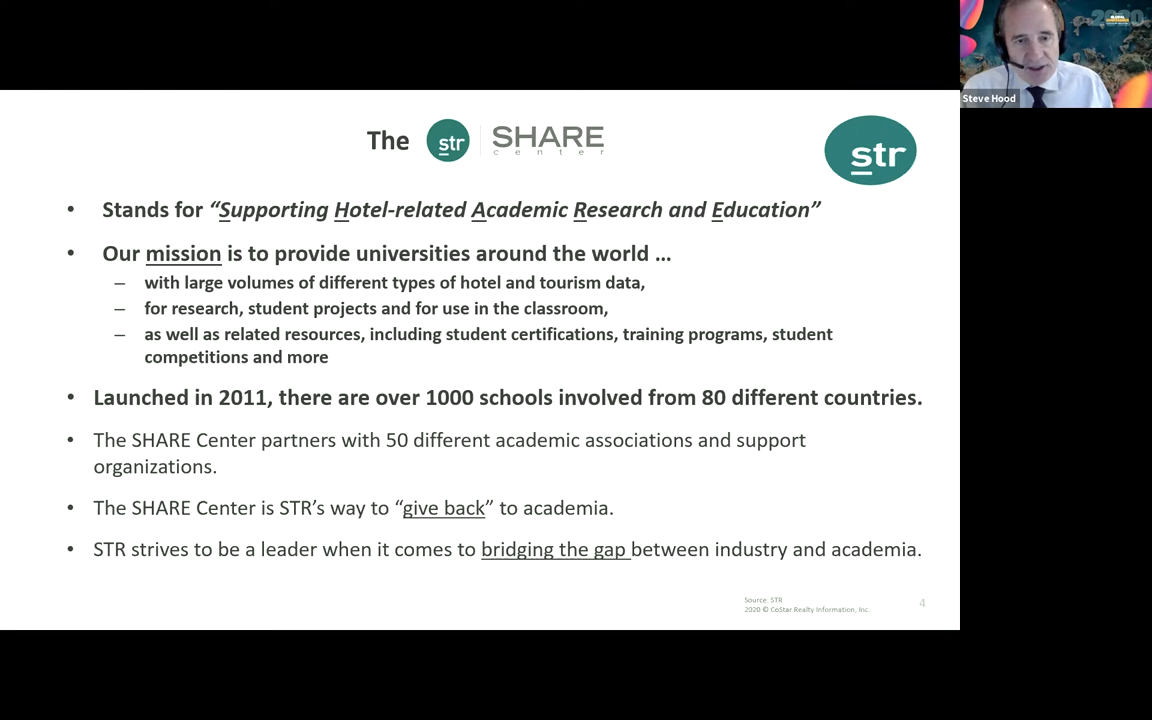 2020
GLOBAL
Steve Hood
The str SHARE
center
str
• Stands for “Supporting Hotel-related Academic Research and Education”
• Our mission is to provide universities around the world …
– with large volumes of different types of hotel and tourism data,
– for research, student projects and for use in the classroom,
– as well as related resources, including student certifications, training programs, student
competitions and more
• Launched in 2011, there are over 1000 schools involved from 80 different countries.
• The SHARE Center partners with 50 different academic associations and support
organizations.
• The SHARE Center is STR’s way to “give back” to academia.
• STR strives to be a leader when it comes to bridging the gap between industry and academia.
Source: STR
2020 © CoStar Realty Information, Inc.
4